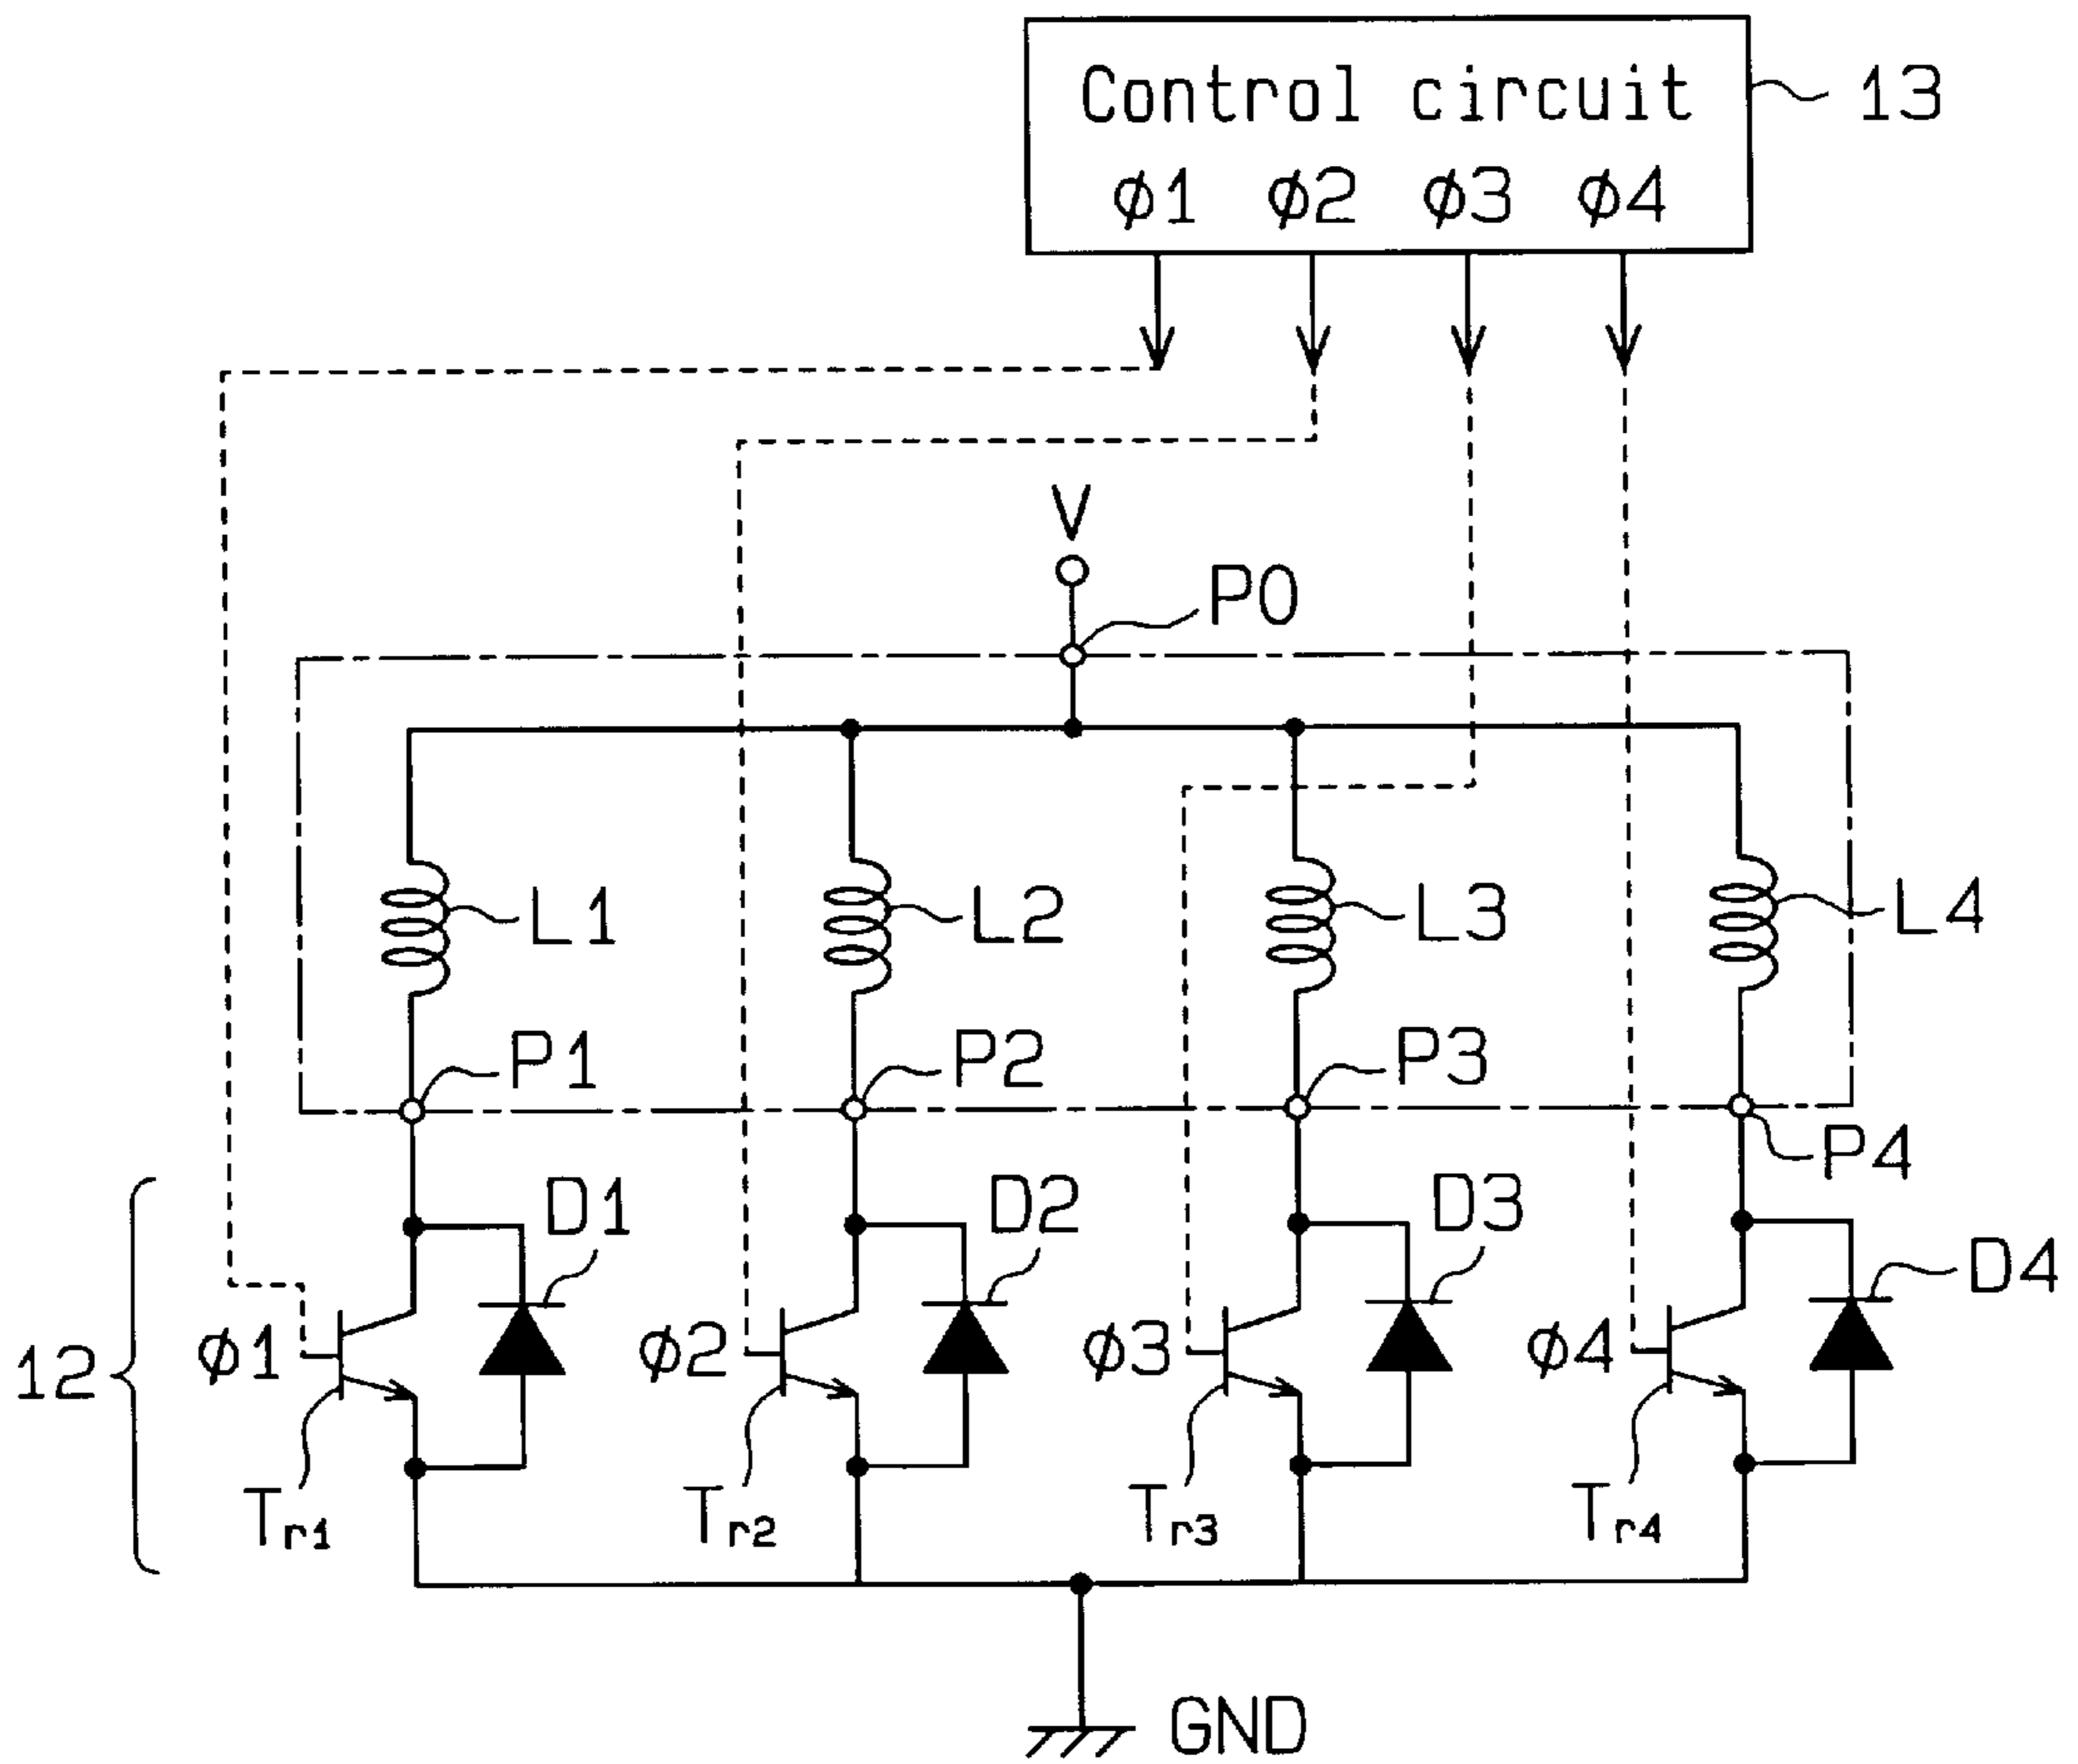 Control circuit
13
ϕ1 ϕ2 ϕ3 ϕ4
V
P0
L1 L2 L3 L4
P1 P2 P3 P4
D1 D2 D3 D4
12
ϕ1 ϕ2 ϕ3 ϕ4
Tr1 Tr2 Tr3 Tr4
GND